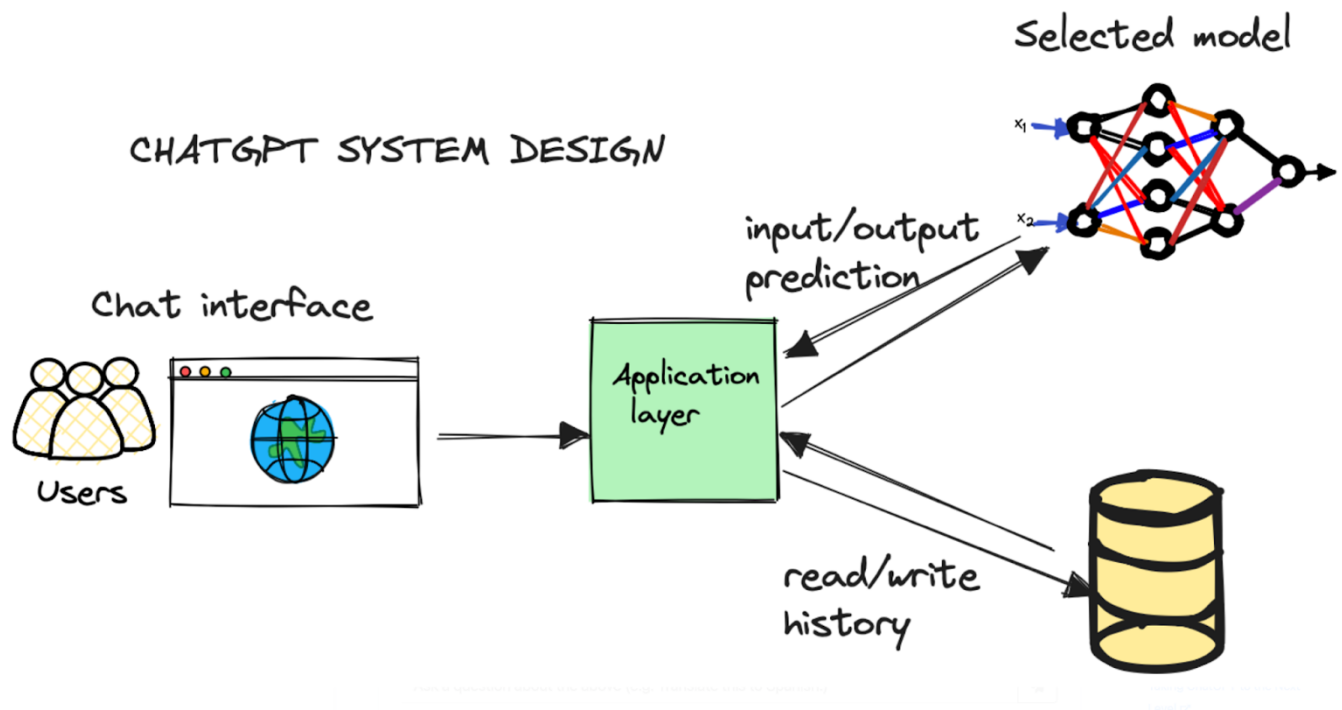 Selected model
CHATGPT SYSTEM DESIGN
x1
x2
input/output
prediction
Chat interface
Application
layer
Users
read/write
history